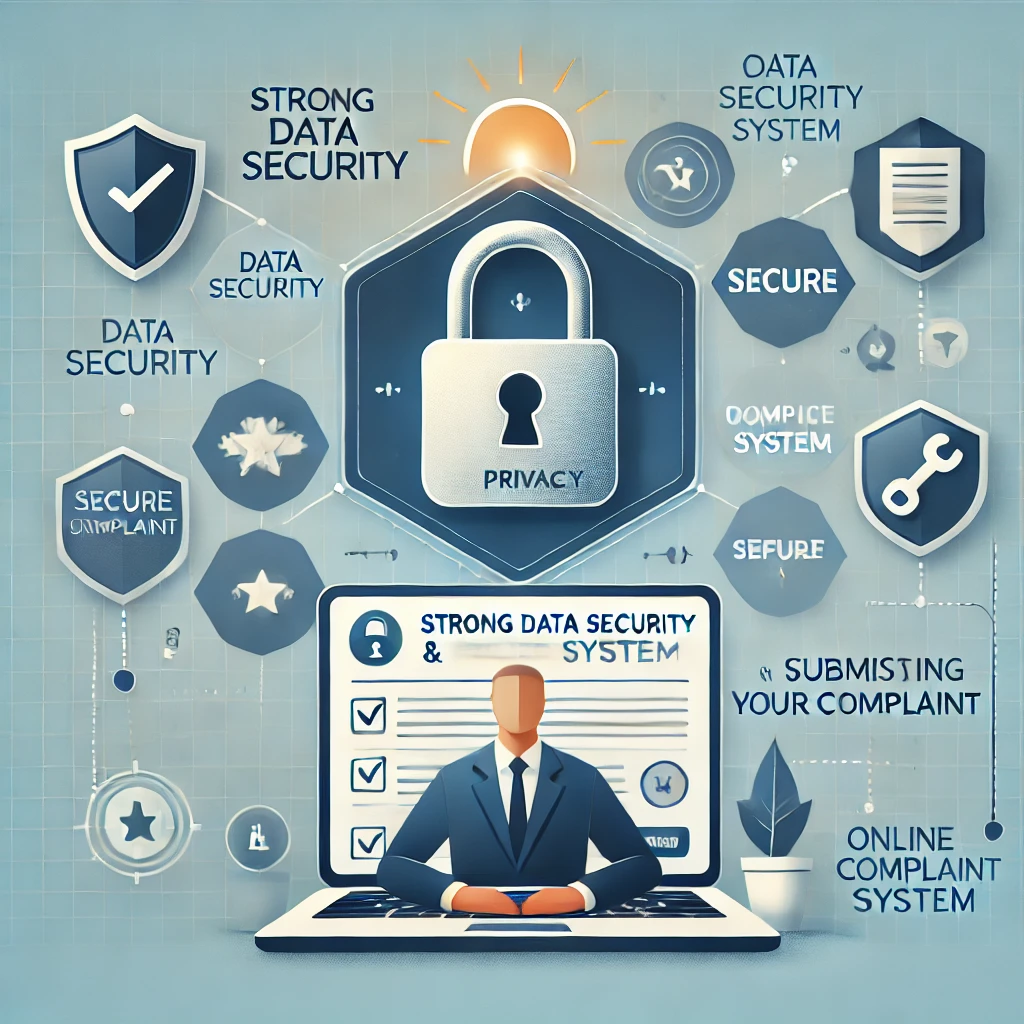 STRONG
DATA
SECURITY
DATA
SECURITY
SYSTEM
DATA
SECURITY
SECURE
DATA
SECURITY
PRIVACY
DOMPICE
SYSTEM
SECURE
SEFURE
STRONG DATA SECURITY
& SYSTEM
SUBMISTING
YOUR COMPLAINT
ONLINE
COMPLAINT
SYSTEM